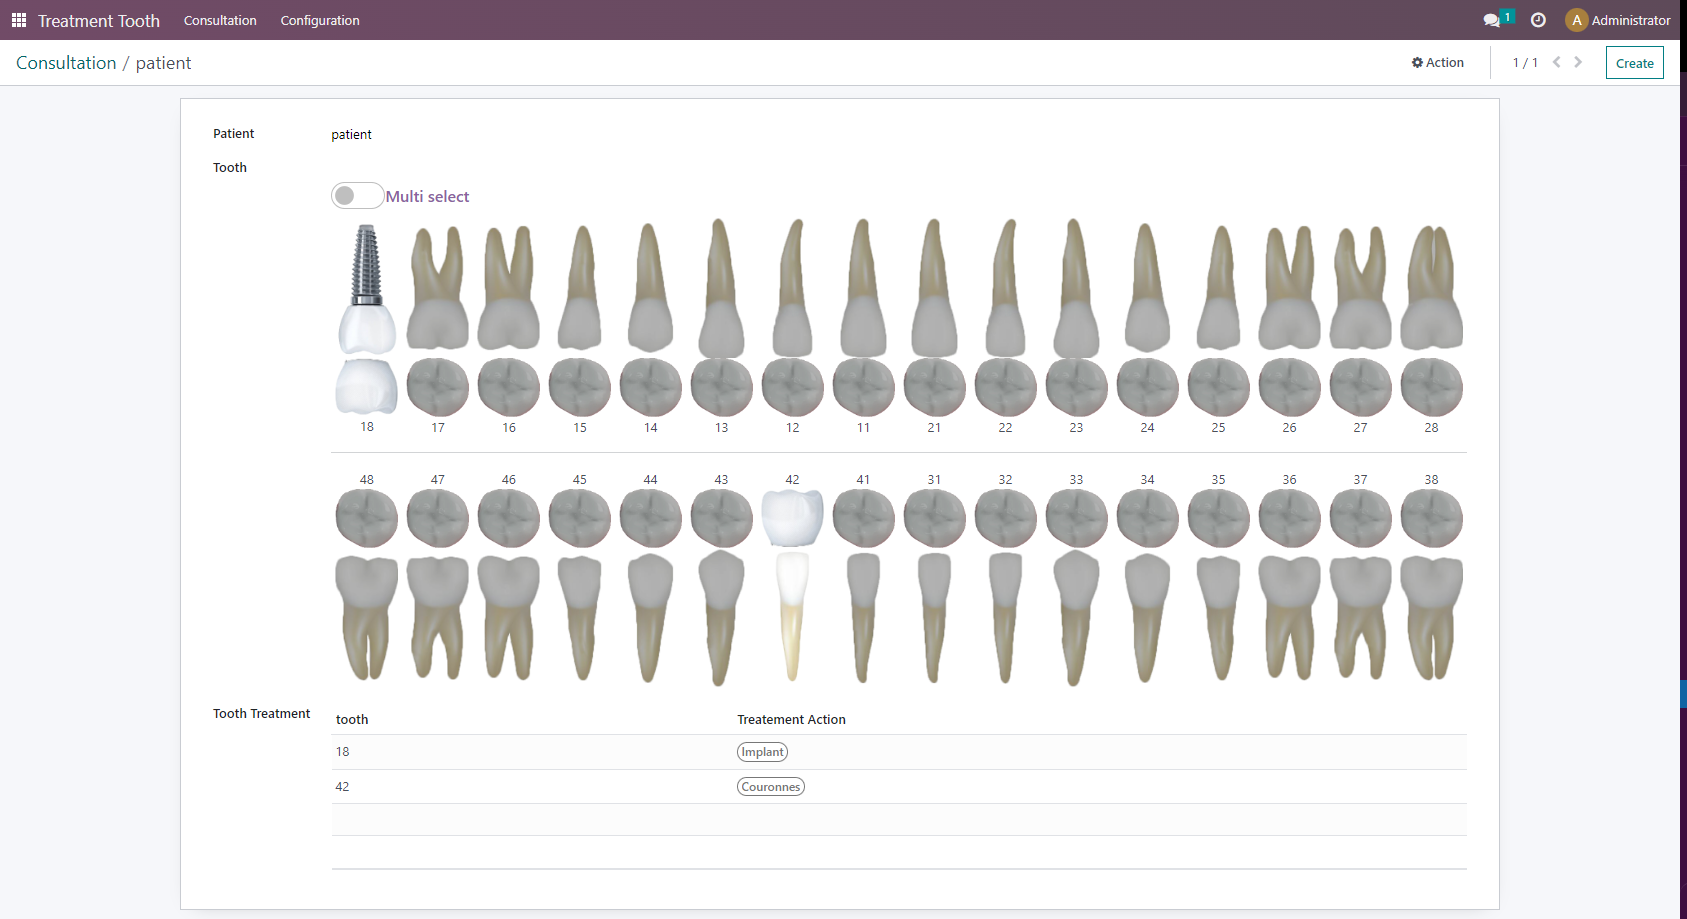 Treatment Tooth Consultation Configuration 1 A Administrator
Consultation / patient Action 1 / 1 Create
Patient patient
Tooth
Multi select
18 17 16 15 14 13 12 11 21 22 23 24 25 26 27 28
48 47 46 45 44 43 42 41 31 32 33 34 35 36 37 38
Tooth Treatment tooth Treatement Action
18 Implant
42 Couronnes